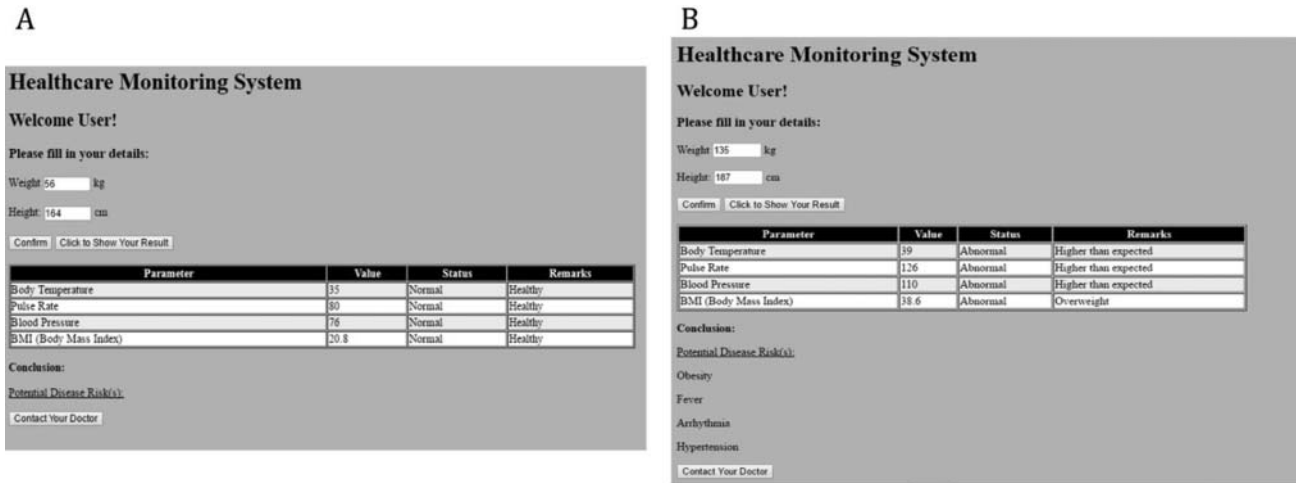 A
Healthcare Monitoring System
Welcome User!
Please fill in your details:
Weight 56 kg
Height: 164 cm
Confirm Click to Show Your Result
Parameter Value Status Remarks
Body Temperature 35 Normal Healthy
Pulse Rate 80 Normal Healthy
Blood Pressure 76 Normal Healthy
BMI (Body Mass Index) 20.8 Normal Healthy
Conclusion:
Potential Disease Risk(s):
Contact Your Doctor
B
Healthcare Monitoring System
Welcome User!
Please fill in your details:
Weight 135 kg
Height: 187 cm
Confirm Click to Show Your Result
Parameter Value Status Remarks
Body Temperature 39 Abnormal Higher than expected
Pulse Rate 126 Abnormal Higher than expected
Blood Pressure 110 Abnormal Higher than expected
BMI (Body Mass Index) 38.6 Abnormal Overweight
Conclusion:
Potential Disease Risk(s):
Obesity
Fever
Arrhythmia
Hypertension
Contact Your Doctor